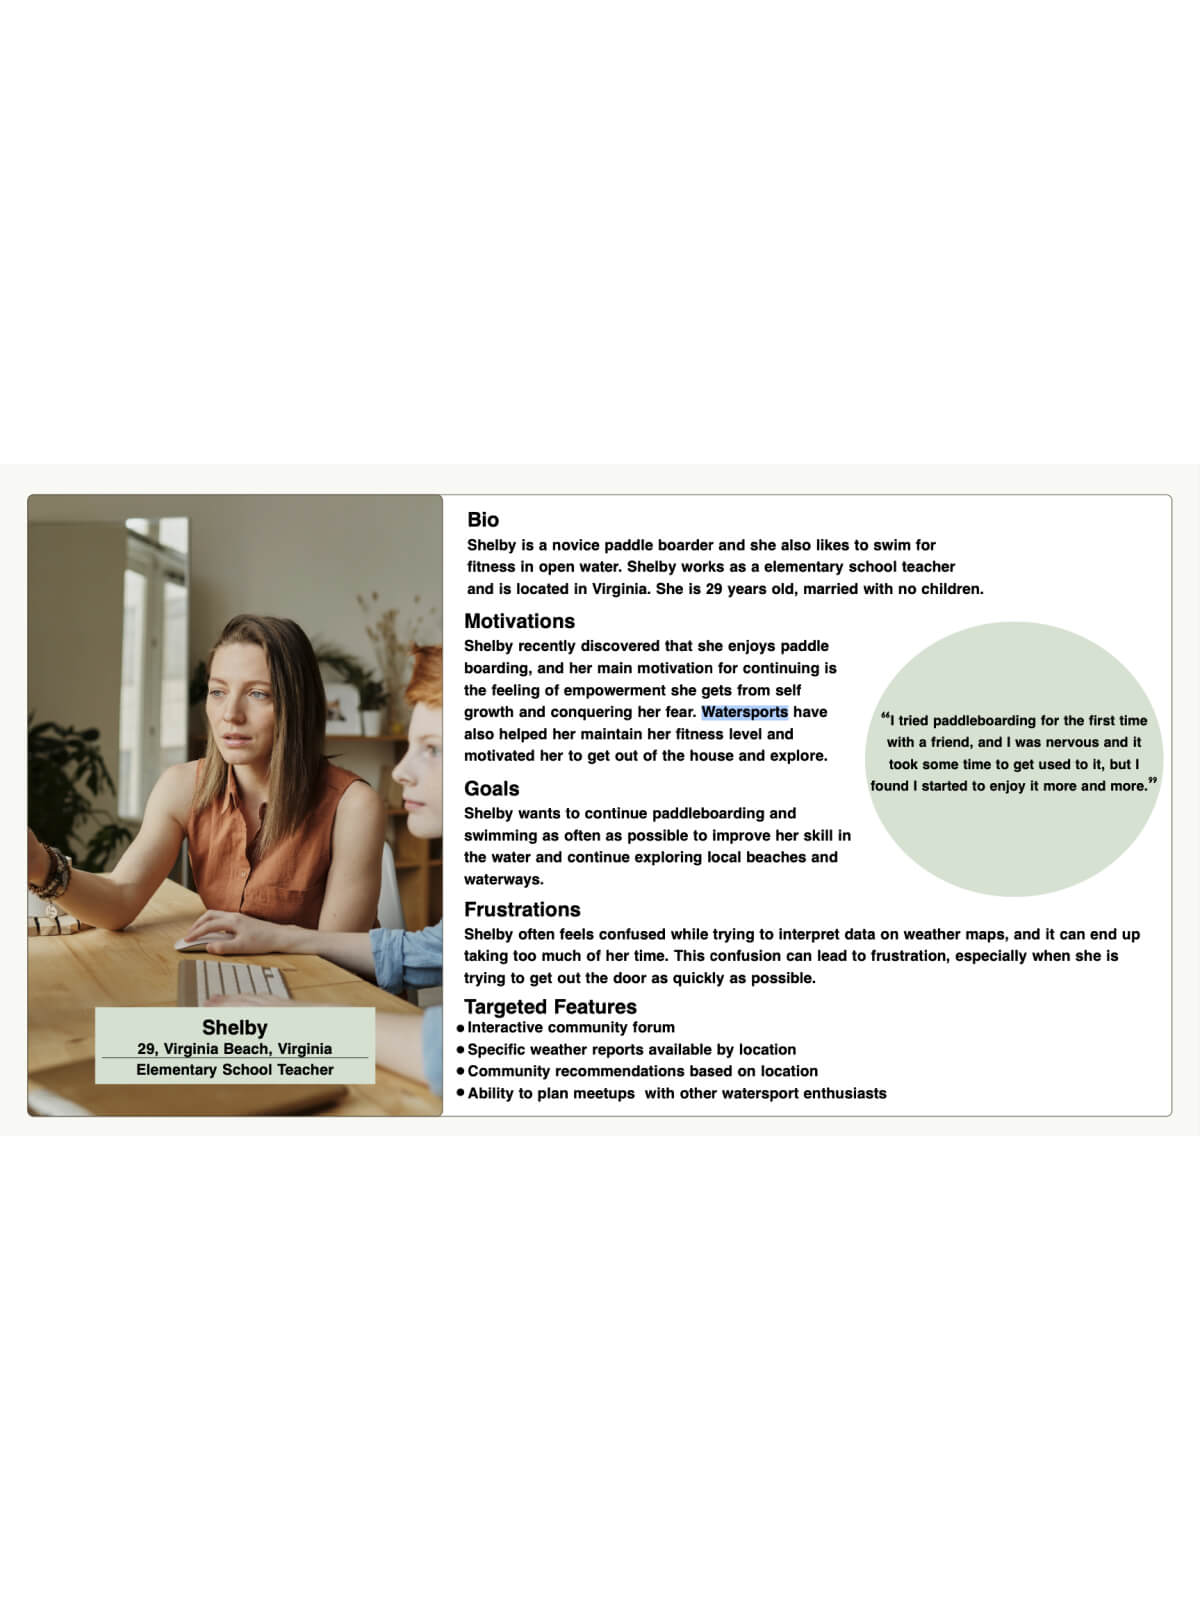 Bio
Shelby is a novice paddle boarder and she also likes to swim for
fitness in open water. Shelby works as a elementary school teacher
and is located in Virginia. She is 29 years old, married with no children.
Motivations
Shelby recently discovered that she enjoys paddle
boarding, and her main motivation for continuing is
the feeling of empowerment she gets from self
growth and conquering her fear. Watersports have
also helped her maintain her fitness level and
motivated her to get out of the house and explore.
“I tried paddleboarding for the first time
with a friend, and I was nervous and it
took some time to get used to it, but I
found I started to enjoy it more and more.”
Goals
Shelby wants to continue paddleboarding and
swimming as often as possible to improve her skill in
the water and continue exploring local beaches and
waterways.
Frustrations
Shelby often feels confused while trying to interpret data on weather maps, and it can end up
taking too much of her time. This confusion can lead to frustration, especially when she is
trying to get out the door as quickly as possible.
Targeted Features
• Interactive community forum
• Specific weather reports available by location
• Community recommendations based on location
• Ability to plan meetups  with other watersport enthusiasts
Shelby
29, Virginia Beach, Virginia
Elementary School Teacher